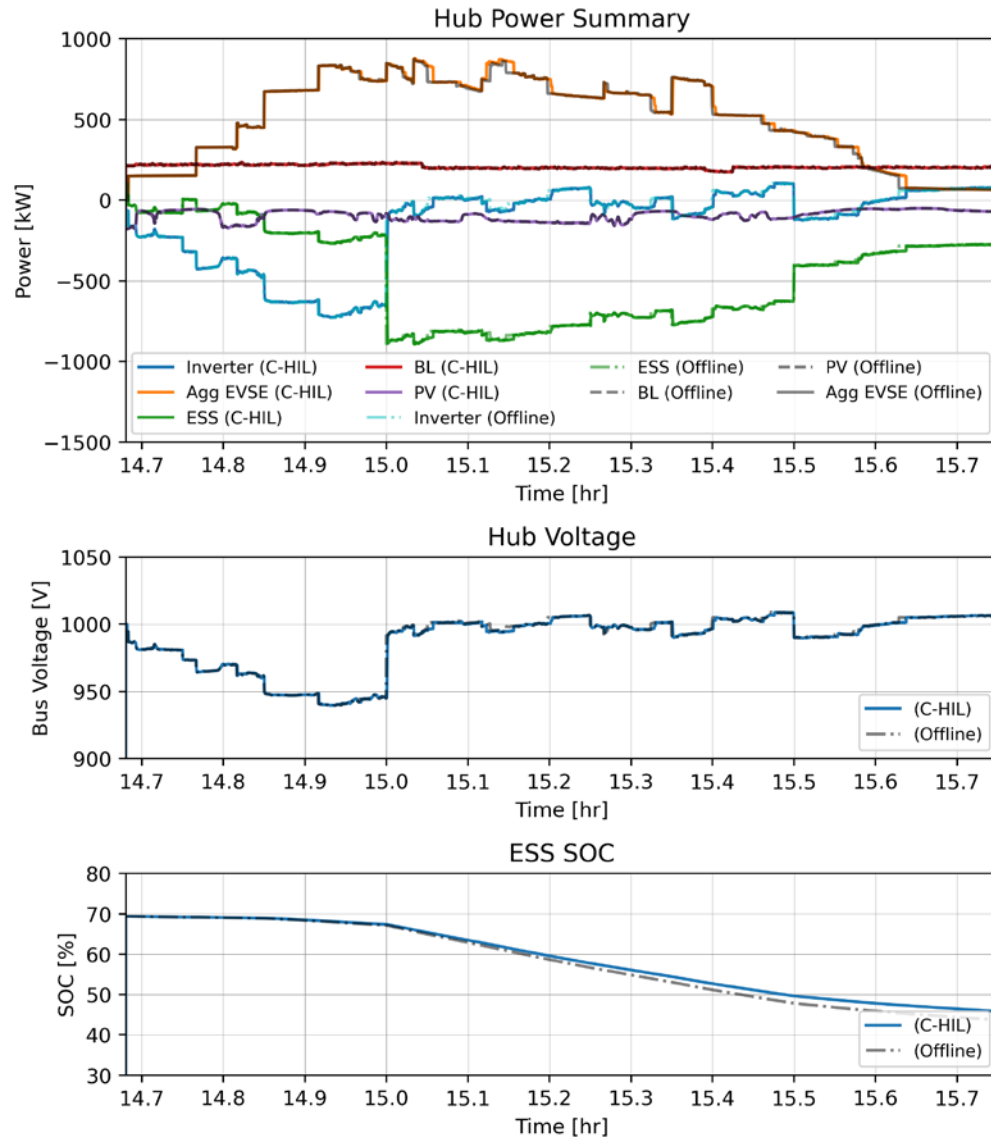 Hub Power Summary
1000
500
0
−500
−1000
−1500
Power [kW]
Inverter (C-HIL)
Agg EVSE (C-HIL)
ESS (C-HIL)
BL (C-HIL)
PV (C-HIL)
Inverter (Offline)
ESS (Offline)
BL (Offline)
PV (Offline)
Agg EVSE (Offline)
14.7 14.8 14.9 15.0 15.1 15.2 15.3 15.4 15.5 15.6 15.7
Time [hr]
Hub Voltage
1050
1000
950
900
Bus Voltage [V]
(C-HIL)
(Offline)
14.7 14.8 14.9 15.0 15.1 15.2 15.3 15.4 15.5 15.6 15.7
Time [hr]
ESS SOC
80
70
60
50
40
30
SOC [%]
(C-HIL)
(Offline)
14.7 14.8 14.9 15.0 15.1 15.2 15.3 15.4 15.5 15.6 15.7
Time [hr]